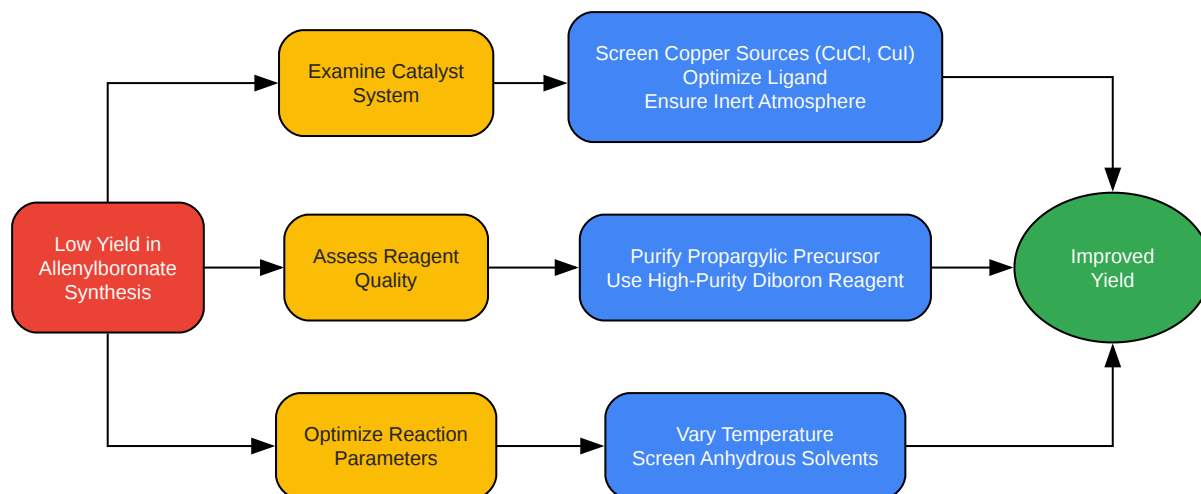 Examine Catalyst
System
Screen Copper Sources (CuCl, CuI)
Optimize Ligand
Ensure Inert Atmosphere
Low Yield in
Allenylboronate
Synthesis
Assess Reagent
Quality
Purify Propargylic Precursor
Use High-Purity Diboron Reagent
Improved
Yield
Optimize Reaction
Parameters
Vary Temperature
Screen Anhydrous Solvents